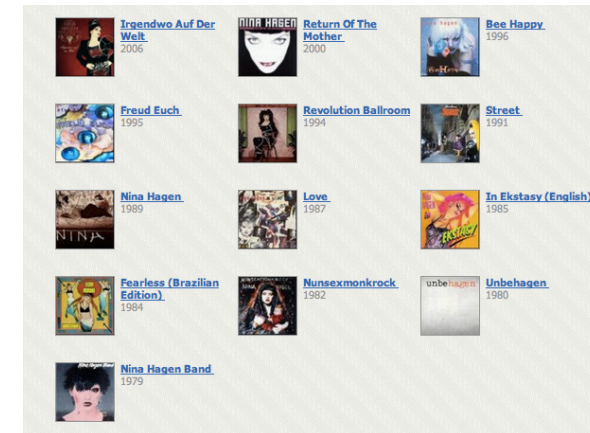 Irgendwo Auf Der
Welt
2006
NINA HAGEN
Return Of The
Mother
2000
Bee Happy
1996
Freud Euch
1995
Revolution Ballroom
1994
Street
1991
NINA
Nina Hagen
1989
Love
1987
EKSTASY
In Ekstasy (English)
1985
Fearless (Brazilian
Edition)
1984
Nunsexmonkrock
1982
unbehagen
Unbehagen
1980
Nina Hagen Band
Nina Hagen Band
1979